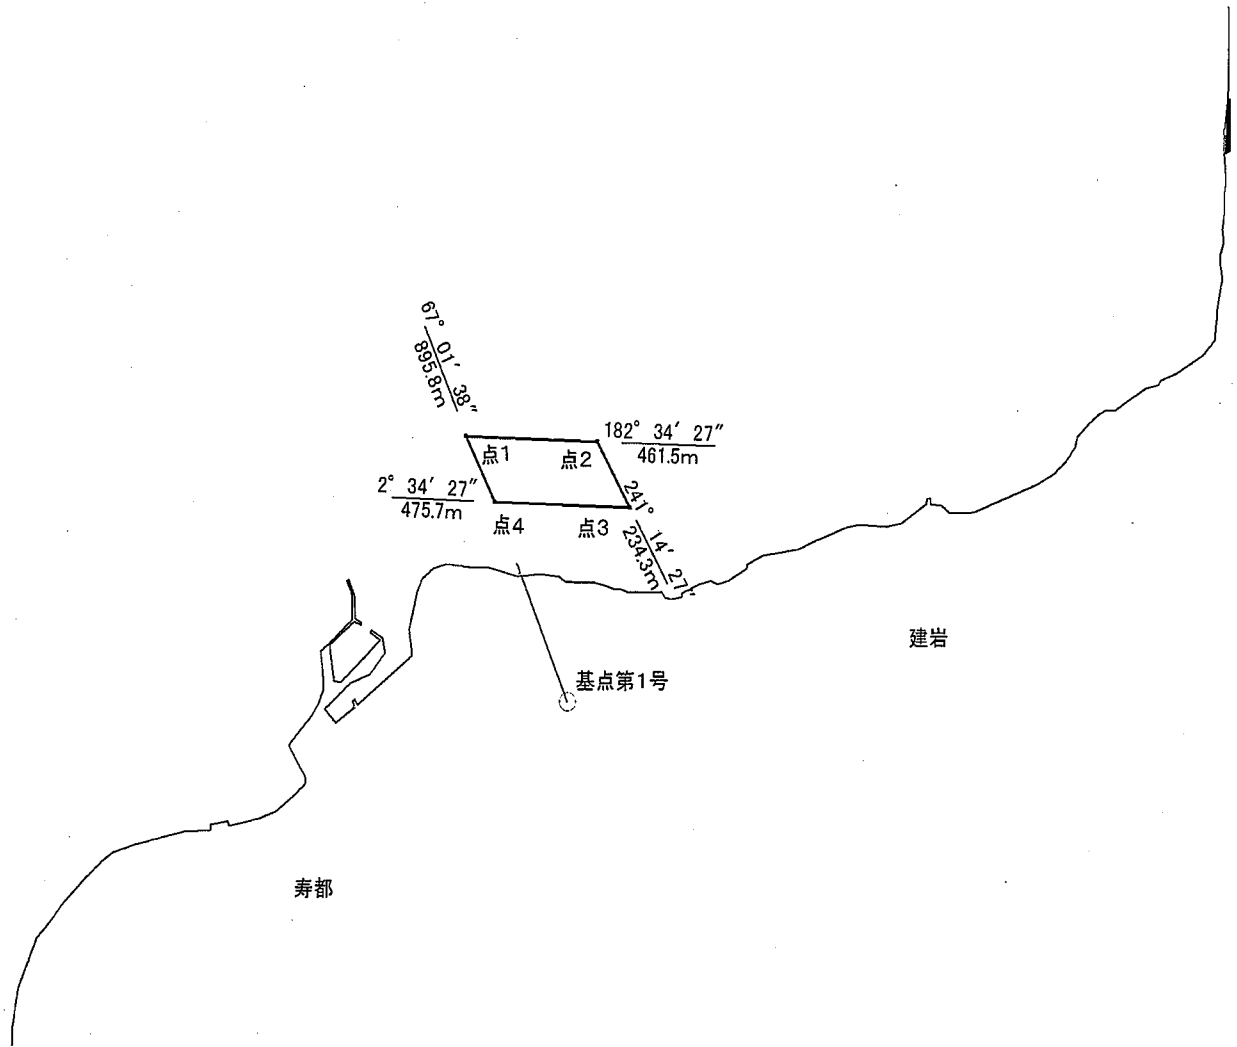 67° 01′ 38″
895.8m
182° 34′ 27″
461.5m
点1
点2
2° 34′ 27″
475.7m
点4
点3
241° 14′ 27″
234.3m
建岩
基点第1号
寿都